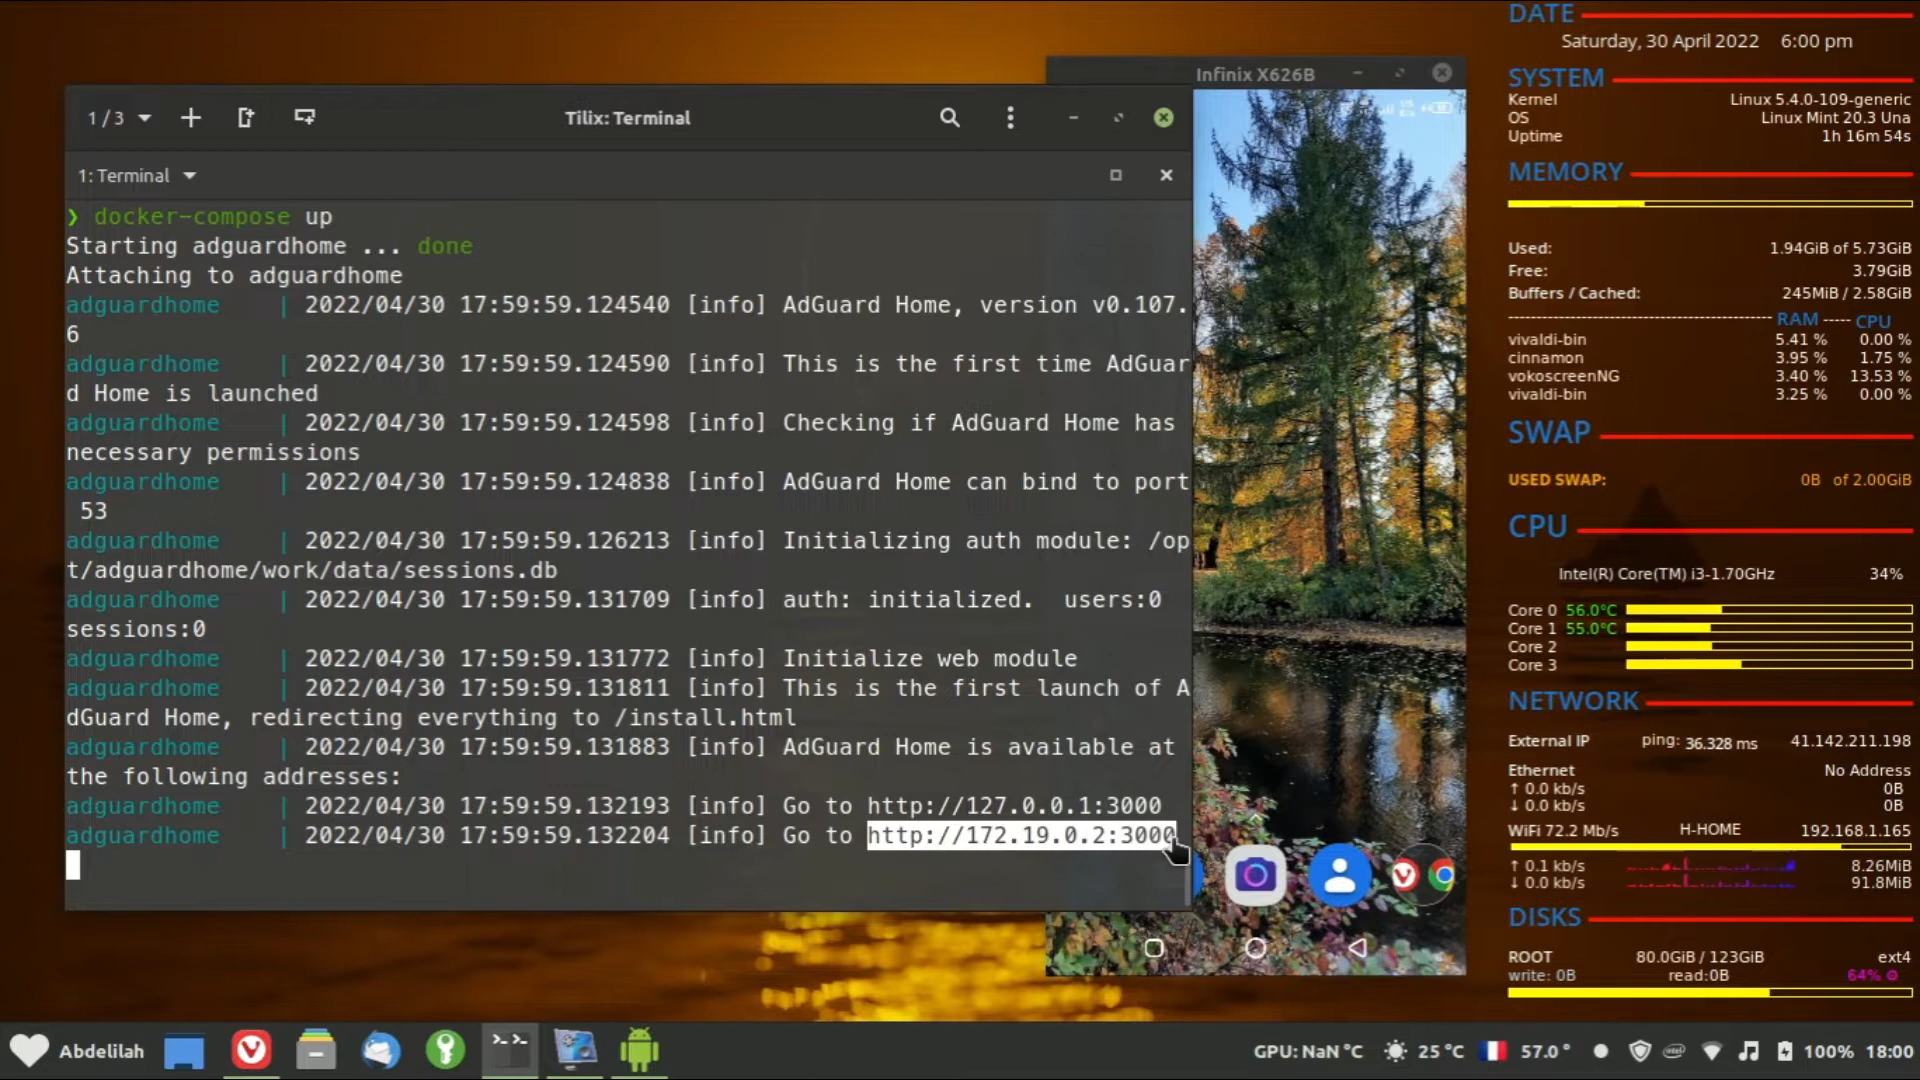 Infinix X626B
1 / 3
Tilix: Terminal
1: Terminal
❯ docker-compose up
Starting adguardhome ... done
Attaching to adguardhome
adguardhome | 2022/04/30 17:59:59.124540 [info] AdGuard Home, version v0.107.
6
adguardhome | 2022/04/30 17:59:59.124590 [info] This is the first time AdGuar
d Home is launched
adguardhome | 2022/04/30 17:59:59.124598 [info] Checking if AdGuard Home has
necessary permissions
adguardhome | 2022/04/30 17:59:59.124838 [info] AdGuard Home can bind to port
53
adguardhome | 2022/04/30 17:59:59.126213 [info] Initializing auth module: /op
t/adguardhome/work/data/sessions.db
adguardhome | 2022/04/30 17:59:59.131709 [info] auth: initialized. users:0
sessions:0
adguardhome | 2022/04/30 17:59:59.131772 [info] Initialize web module
adguardhome | 2022/04/30 17:59:59.131811 [info] This is the first launch of A
dGuard Home, redirecting everything to /install.html
adguardhome | 2022/04/30 17:59:59.131883 [info] AdGuard Home is available at
the following addresses:
adguardhome | 2022/04/30 17:59:59.132193 [info] Go to http://127.0.0.1:3000
adguardhome | 2022/04/30 17:59:59.132204 [info] Go to http://172.19.0.2:3000
DATE
Saturday, 30 April 2022 6:00 pm
SYSTEM
Kernel Linux 5.4.0-109-generic
OS Linux Mint 20.3 Una
Uptime 1h 16m 54s
MEMORY
Used: 1.94GiB of 5.73GiB
Free: 3.79GiB
Buffers / Cached: 245MiB / 2.58GiB
RAM ----- CPU
vivaldi-bin 5.41 % 0.00 %
cinnamon 3.95 % 1.75 %
vokoscreenNG 3.40 % 13.53 %
vivaldi-bin 3.25 % 0.00 %
SWAP
USED SWAP: 0B of 2.00GiB
CPU
Intel(R) Core(TM) i3-1.70GHz 34%
Core 0 56.0°C
Core 1 55.0°C
Core 2
Core 3
NETWORK
External IP ping: 36.328 ms 41.142.211.198
Ethernet No Address
↑ 0.0 kb/s 0B
↓ 0.0 kb/s 0B
WiFi 72.2 Mb/s H-HOME 192.168.1.165
↑ 0.1 kb/s 8.26MiB
↓ 0.0 kb/s 91.8MiB
DISKS
ROOT 80.0GiB / 123GiB ext4
write: 0B read:0B 64%
Abdelilah
GPU: NaN °C 25 °C 57.0 ° 100% 18:00